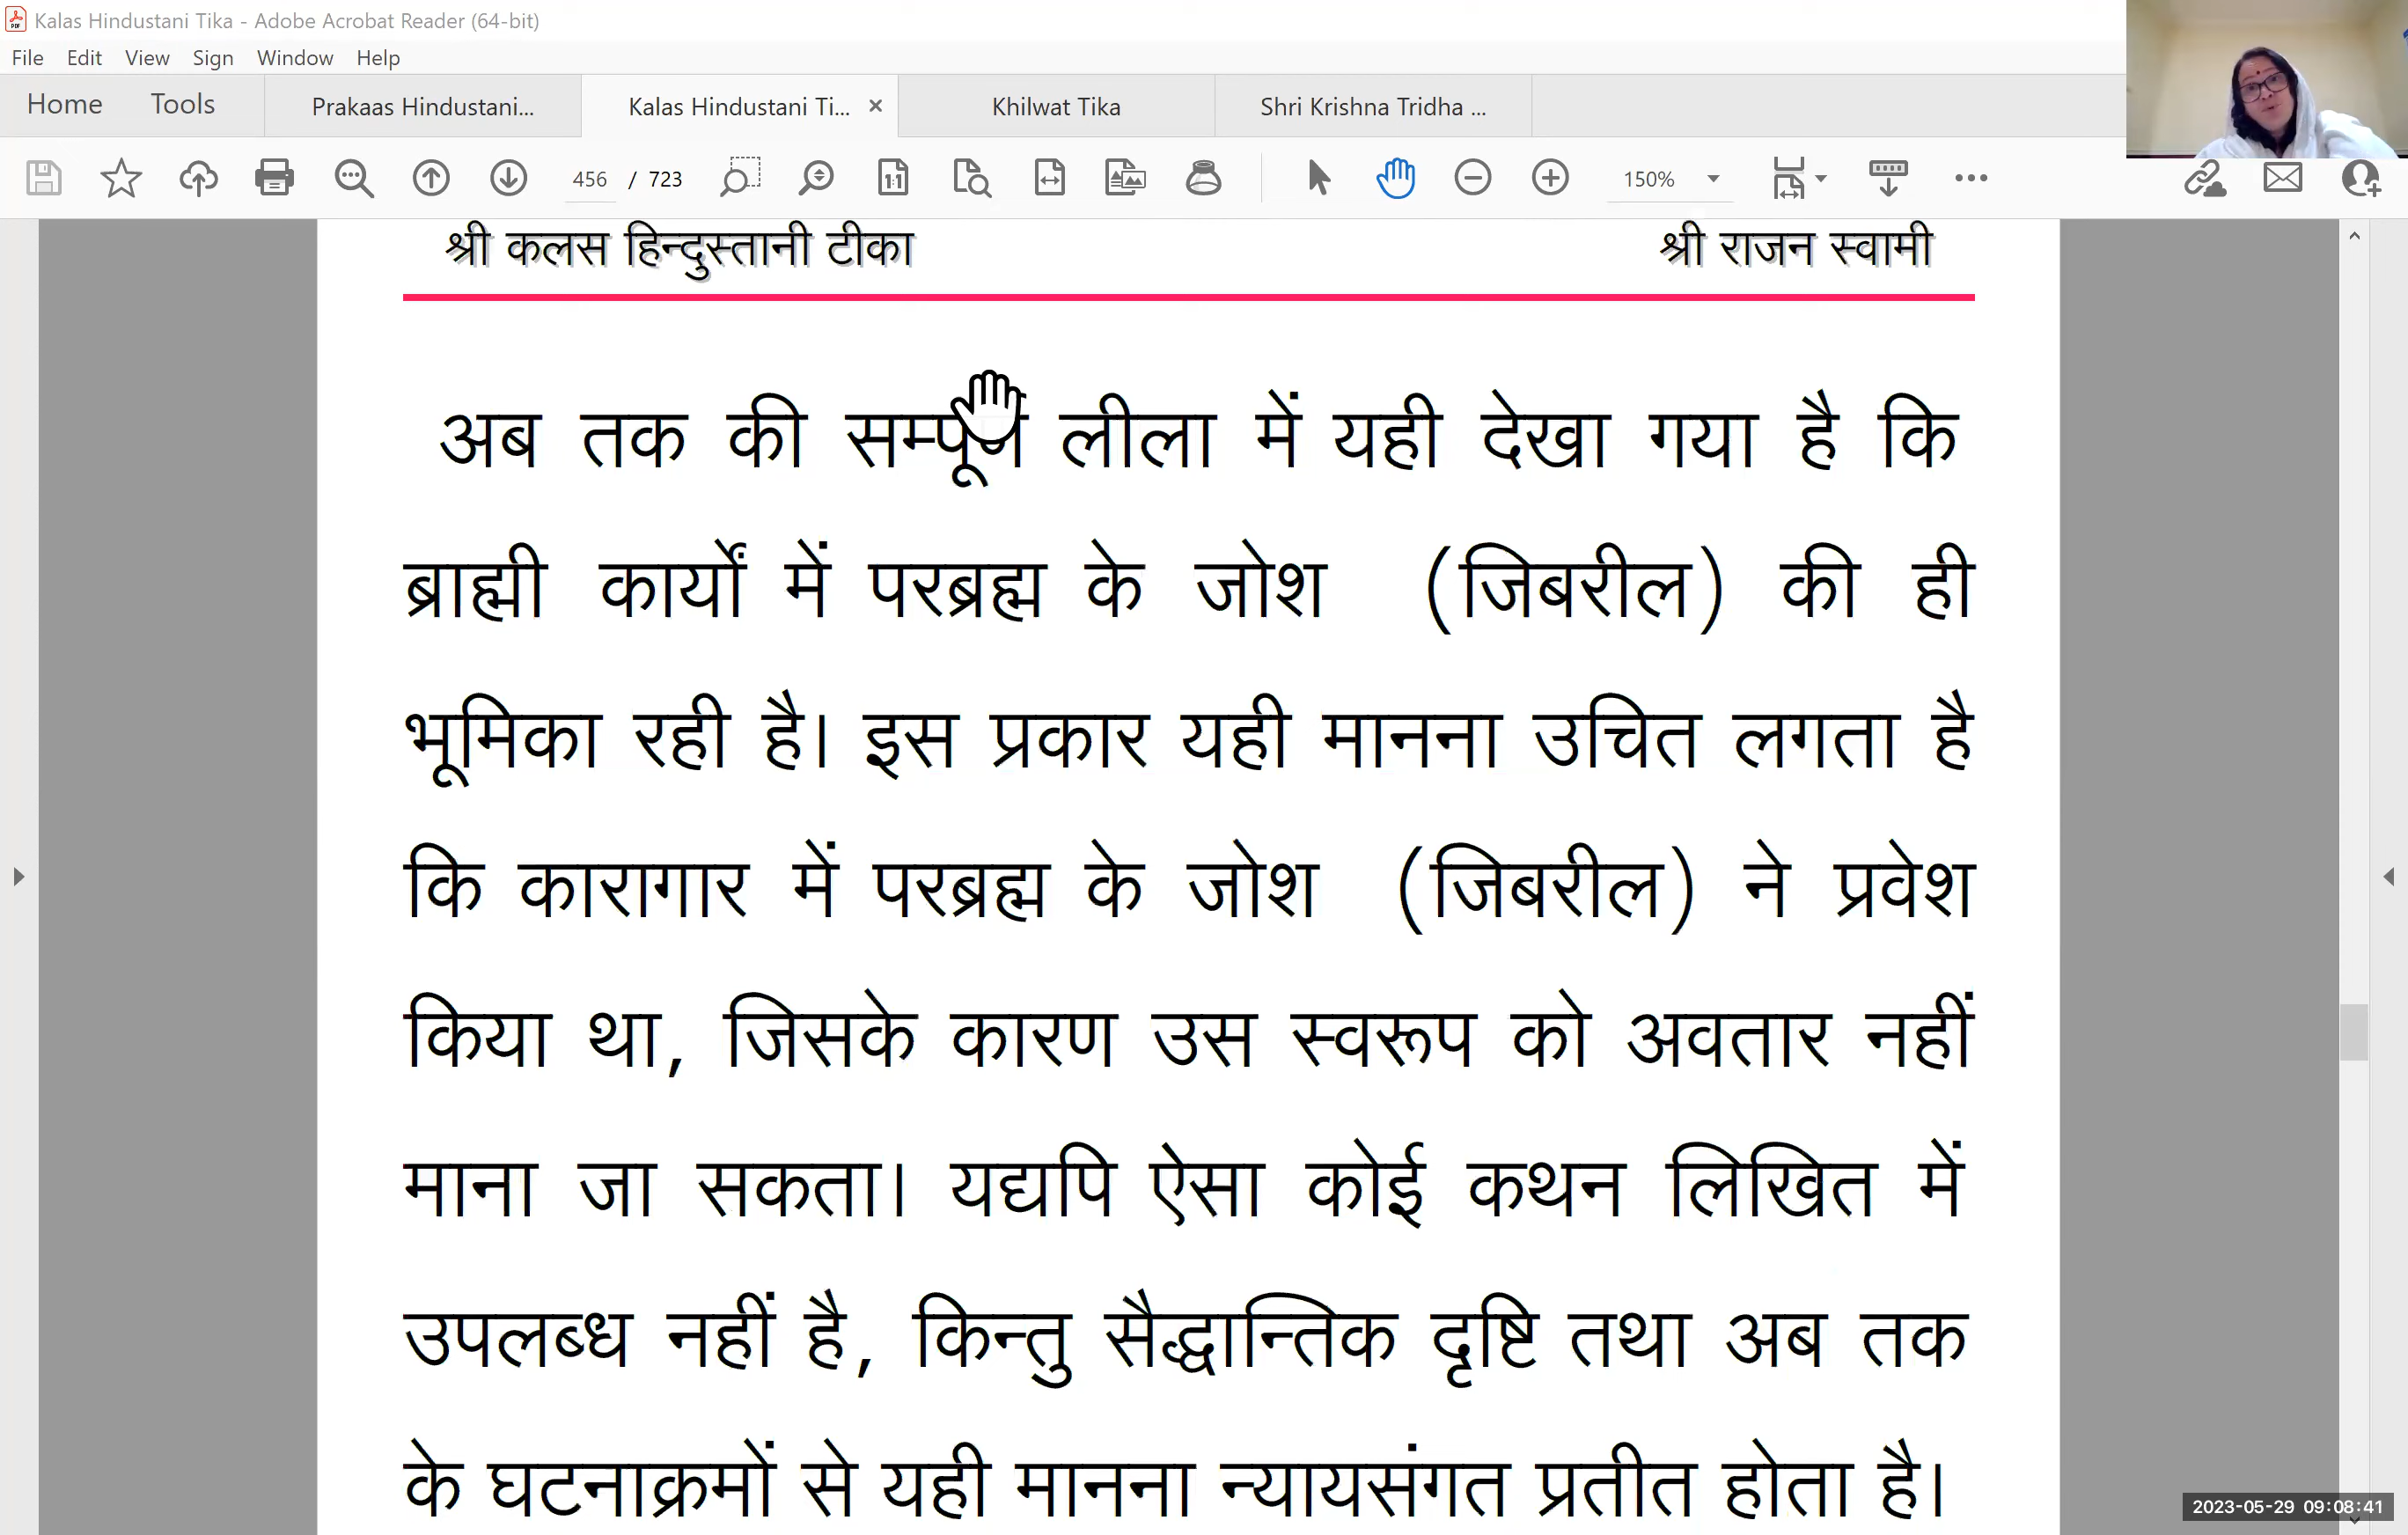 Kalas Hindustani Tika - Adobe Acrobat Reader (64-bit)
File Edit View Sign Window Help
Home Tools Prakaas Hindustani... Kalas Hindustani Ti... × Khilwat Tika Shri Krishna Tridha ...
456 / 723 150%
श्री कलस हिन्दुस्तानी टीका श्री राजन स्वामी
अब तक की सम्पूर्ण लीला में यही देखा गया है कि
ब्राह्मी कार्यों में परब्रह्म के जोश (जिबरील) की ही
भूमिका रही है। इस प्रकार यही मानना उचित लगता है
कि कारागार में परब्रह्म के जोश (जिबरील) ने प्रवेश
किया था, जिसके कारण उस स्वरूप को अवतार नहीं
माना जा सकता। यद्यपि ऐसा कोई कथन लिखित में
उपलब्ध नहीं है, किन्तु सैद्धान्तिक दृष्टि तथा अब तक
के घटनाक्रमों से यही मानना न्यायसंगत प्रतीत होता है।
2023-05-29 09:08:41